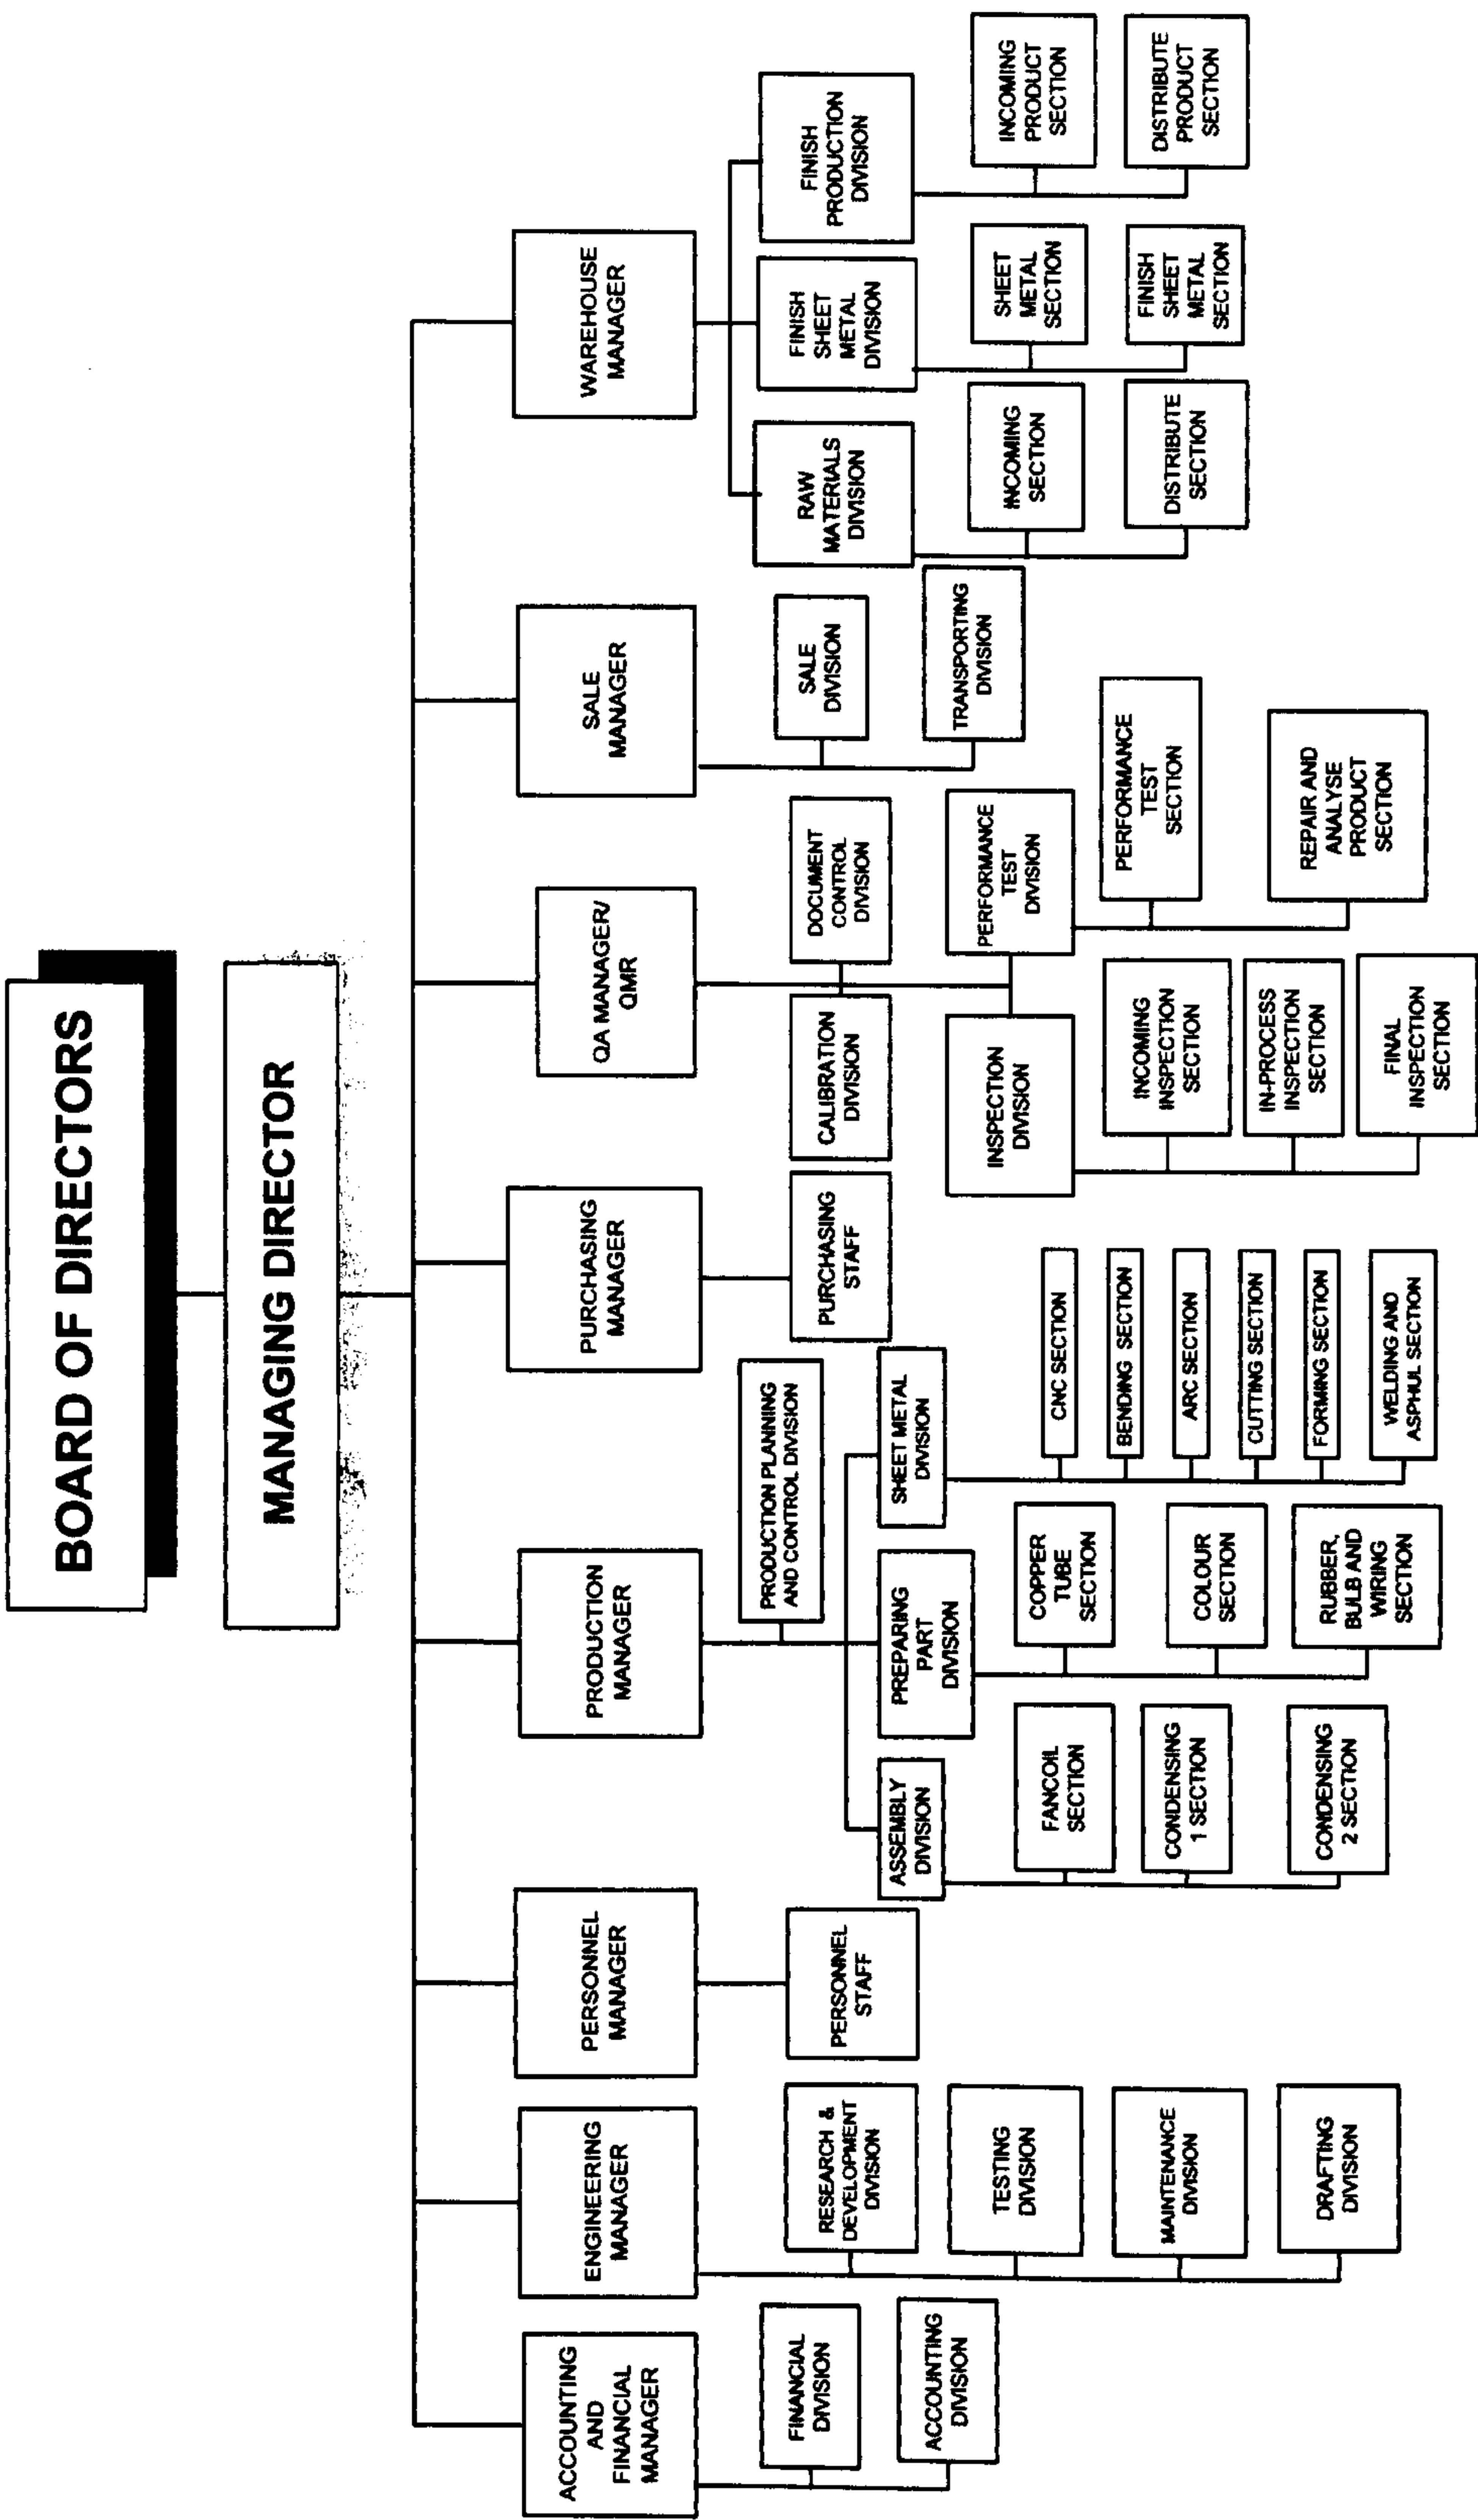 BOARD OF DIRECTORS
MANAGING DIRECTOR
ACCOUNTING
AND
FINANCIAL
MANAGER
FINANCIAL
DIVISION
ACCOUNTING
DIVISION
ENGINEERING
MANAGER
RESEARCH &
DEVELOPMENT
DIVISION
TESTING
DIVISION
MAINTENANCE
DIVISION
DRAFTING
DIVISION
PERSONNEL
MANAGER
PERSONNEL
STAFF
PRODUCTION
MANAGER
PRODUCTION PLANNING
AND CONTROL DIVISION
ASSEMBLY
DIVISION
FANCOIL
SECTION
CONDENSING
1 SECTION
CONDENSING
2 SECTION
PREPARING
PART
DIVISION
COPPER
TUBE
SECTION
COLOUR
SECTION
RUBBER,
BULB AND
WIRING
SECTION
SHEET METAL
DIVISION
CNC SECTION
BENDING SECTION
ARC SECTION
CUTTING SECTION
FORMING SECTION
WELDING AND
ASPHUL SECTION
PURCHASING
MANAGER
PURCHASING
STAFF
QA MANAGER/
QMR
CALIBRATION
DIVISION
DOCUMENT
CONTROL
DIVISION
INSPECTION
DIVISION
INCOMING
INSPECTION
SECTION
IN-PROCESS
INSPECTION
SECTION
FINAL
INSPECTION
SECTION
PERFORMANCE
TEST
DIVISION
PERFORMANCE
TEST
SECTION
REPAIR AND
ANALYSE
PRODUCT
SECTION
SALE
MANAGER
SALE
DIVISION
TRANSPORTING
DIVISION
WAREHOUSE
MANAGER
RAW
MATERIALS
DIVISION
INCOMING
SECTION
DISTRIBUTE
SECTION
FINISH
SHEET
METAL
DIVISION
SHEET
METAL
SECTION
FINISH
SHEET
METAL
SECTION
FINISH
PRODUCTION
DIVISION
INCOMING
PRODUCT
SECTION
DISTRIBUTE
PRODUCT
SECTION